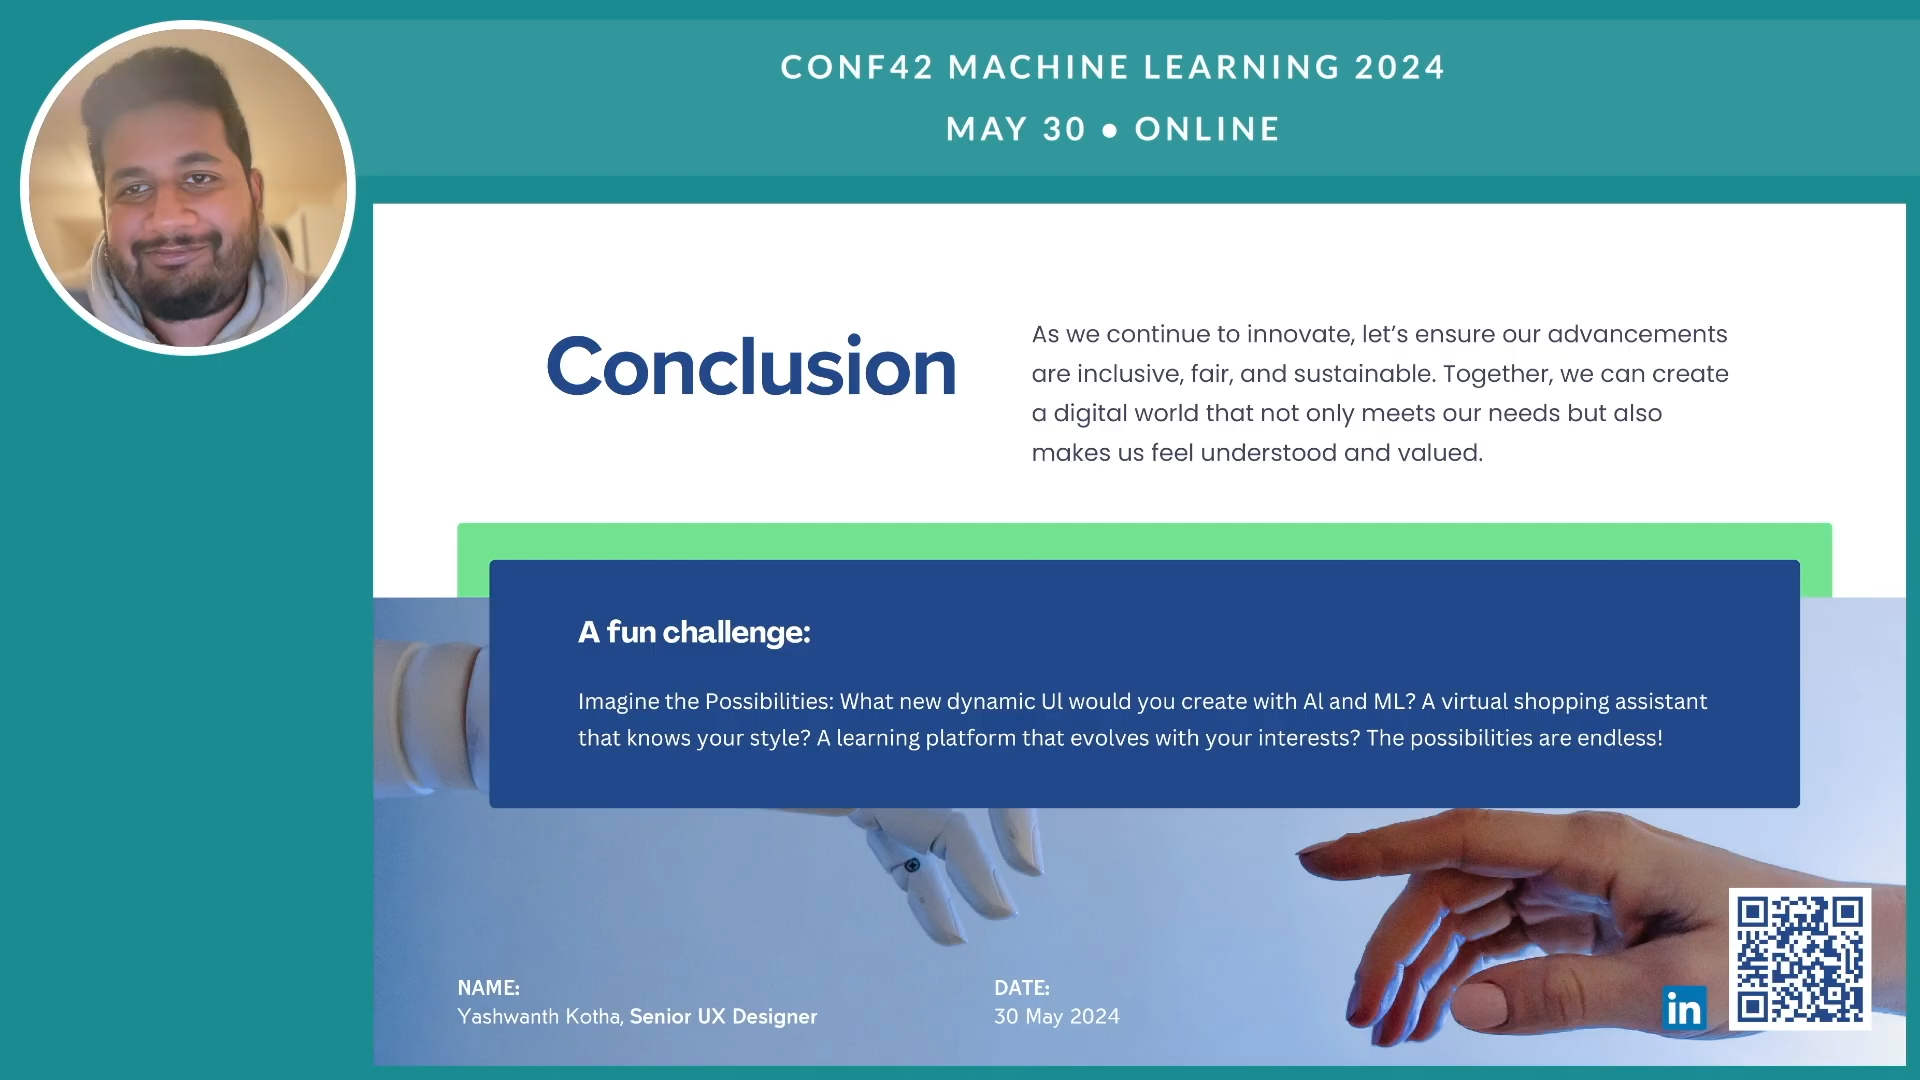 CONF42 MACHINE LEARNING 2024
MAY 30 • ONLINE
Conclusion
As we continue to innovate, let's ensure our advancements
are inclusive, fair, and sustainable. Together, we can create
a digital world that not only meets our needs but also
makes us feel understood and valued.
A fun challenge:
Imagine the Possibilities: What new dynamic UI would you create with AI and ML? A virtual shopping assistant
that knows your style? A learning platform that evolves with your interests? The possibilities are endless!
NAME:
Yashwanth Kotha, Senior UX Designer
DATE:
30 May 2024
in